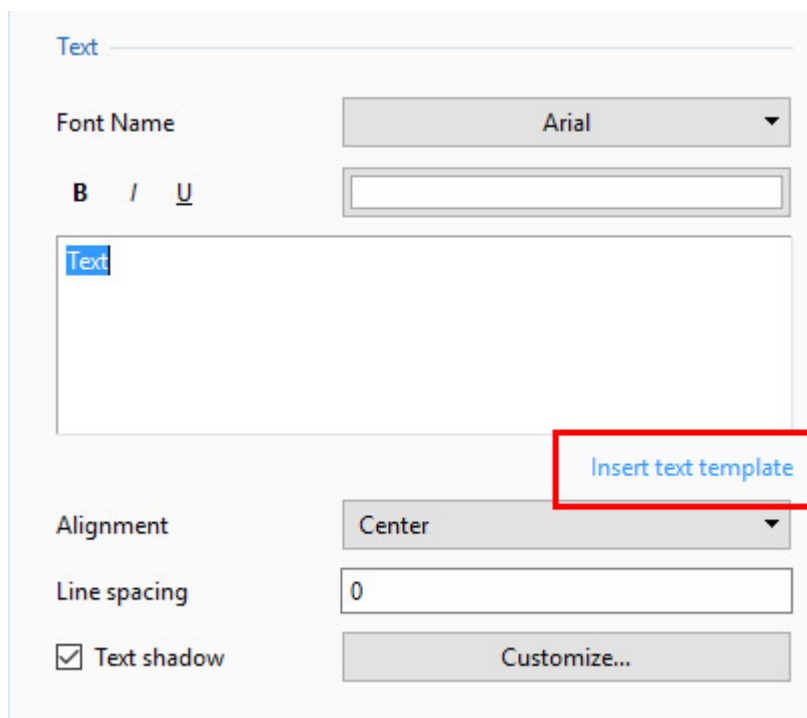 Text
Font Name Arial
B I U
Text
Insert text template
Alignment Center
Line spacing 0
Text shadow Customize...